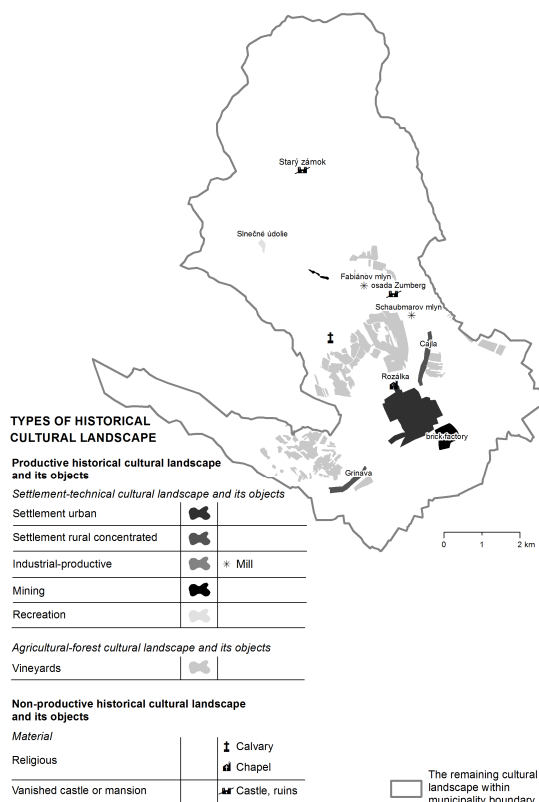 Starý zámok
Slnečné údolie
Fabiánov mlyn
osada Zumberg
Schaubmarov mlyn
Cajla
Rozálka
brick-factory
Grinava
0 1 2 km
TYPES OF HISTORICAL
CULTURAL LANDSCAPE
Productive historical cultural landscape
and its objects
Settlement-technical cultural landscape and its objects
Settlement urban
Settlement rural concentrated
Industrial-productive Mill
Mining
Recreation
Agricultural-forest cultural landscape and its objects
Vineyards
Non-productive historical cultural landscape
and its objects
Material
Religious
Calvary
Chapel
Vanished castle or mansion Castle, ruins
The remaining cultural
landscape within
municipality boundary